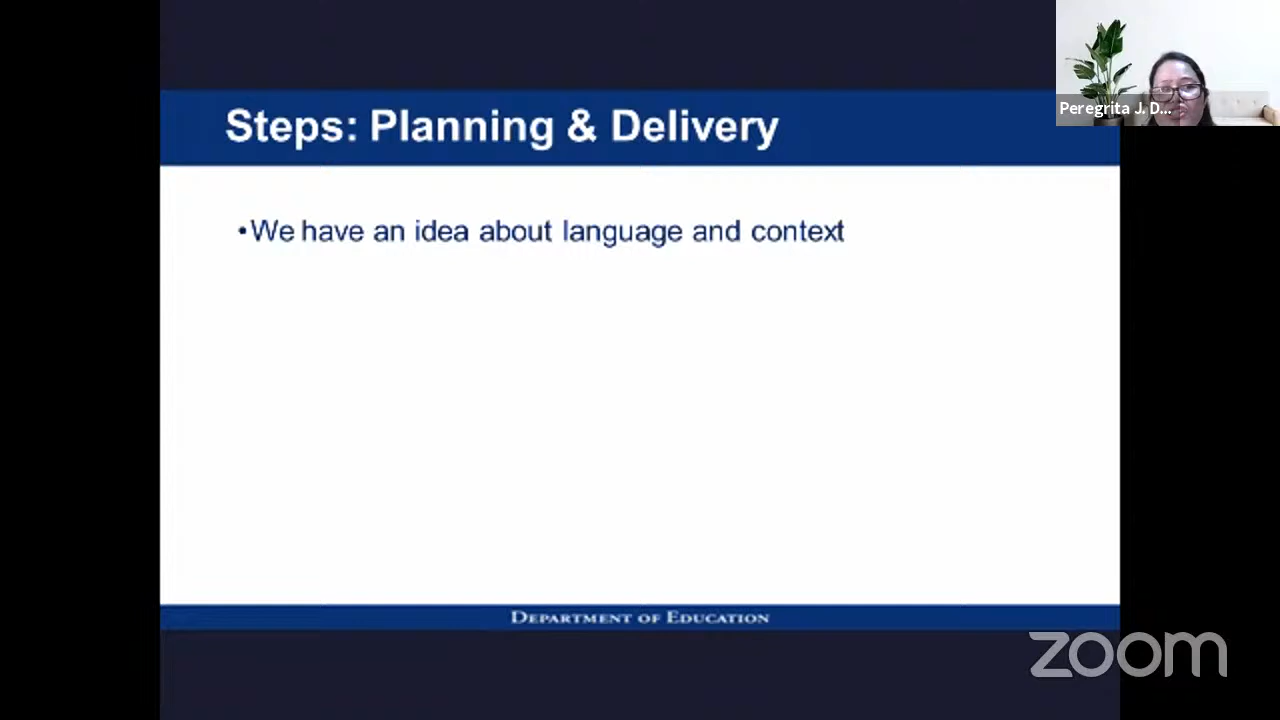 Steps: Planning & Delivery
Peregrita J. D...
•We have an idea about language and context
DEPARTMENT OF EDUCATION
zoom